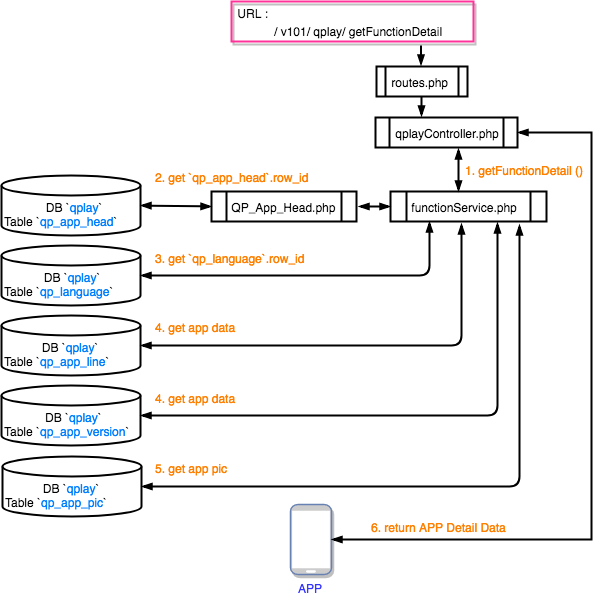 URL :
/ v101/ qplay/ getFunctionDetail
routes.php
qplayController.php
1. getFunctionDetail ()
2. get `qp_app_head`.row_id
DB `qplay`
Table `qp_app_head`
QP_App_Head.php
functionService.php
3. get `qp_language`.row_id
DB `qplay`
Table `qp_language`
4. get app data
DB `qplay`
Table `qp_app_line`
4. get app data
DB `qplay`
Table `qp_app_version`
5. get app pic
DB `qplay`
Table `qp_app_pic`
6. return APP Detail Data
APP